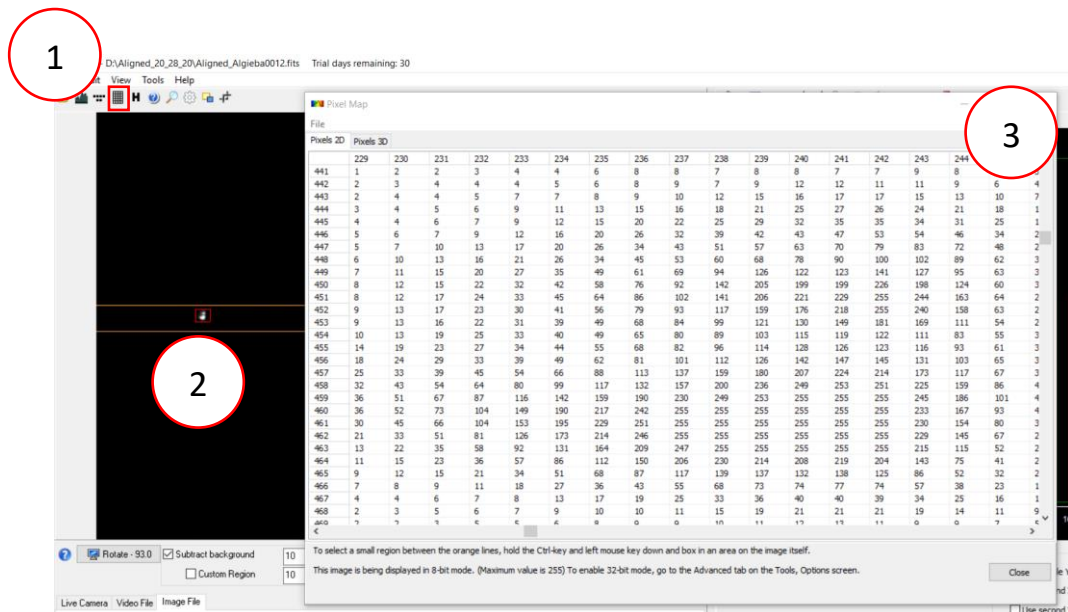 1
D:\Aligned_20_28_20\Aligned_Algieba0012.fits Trial days remaining: 30
View Tools Help
H
Pixel Map
3
File
Pixels 2D Pixels 3D
229 230 231 232 233 234 235 236 237 238 239 240 241 242 243 244
441 1 2 2 3 4 4 6 8 8 7 8 8 7 7 9 8
442 2 3 4 4 4 5 6 8 9 7 9 12 12 11 11 9 6 4
443 2 4 4 5 7 7 8 9 10 12 15 16 17 17 15 13 10 7
444 3 4 5 6 9 11 13 15 16 18 21 25 27 26 24 21 18 1
445 4 4 6 7 9 12 15 20 22 25 29 32 35 35 34 31 25 1
446 5 6 7 9 12 16 20 26 32 39 42 43 47 53 54 46 34 2
447 5 7 10 13 17 20 26 34 43 51 57 63 70 79 83 72 48 2
448 6 10 13 16 21 26 34 45 53 60 68 78 90 100 102 89 62 3
449 7 11 15 20 27 35 49 61 69 94 126 122 123 141 127 95 63 3
450 8 12 15 22 32 42 58 76 92 142 205 199 199 226 198 124 60 3
451 8 12 17 24 33 45 64 86 102 141 206 221 229 255 244 163 64 2
452 9 13 17 23 30 41 56 79 93 117 159 176 218 255 240 158 63 2
453 9 13 16 22 31 39 49 68 84 99 121 130 149 181 169 111 54 2
454 10 13 19 25 33 40 49 65 80 89 103 115 119 122 111 83 55 3
455 14 19 23 27 34 44 55 68 82 96 114 128 126 123 116 93 61 3
456 18 24 29 33 39 49 62 81 101 112 126 142 147 145 131 103 65 3
457 25 33 39 45 54 66 88 113 137 159 180 207 224 214 173 117 67 3
458 32 43 54 64 80 99 117 132 157 200 236 249 253 251 225 159 86 4
459 36 51 67 87 116 142 159 190 230 249 253 255 255 255 245 186 101 4
460 36 52 73 104 149 190 217 242 255 255 255 255 255 255 233 167 93 4
461 30 45 66 104 153 195 229 251 255 255 255 255 255 255 230 154 80 3
462 21 33 51 81 126 173 214 246 255 255 255 255 255 255 229 145 67 2
463 13 22 35 58 92 131 164 209 247 255 255 255 255 255 215 115 52 2
464 11 15 23 36 57 86 112 150 206 230 214 208 219 204 143 75 41 2
465 9 12 15 21 34 51 68 87 117 139 137 132 138 125 86 52 32 2
466 7 8 9 11 18 27 36 43 55 68 73 74 77 74 57 38 23 1
467 4 4 6 7 8 13 17 19 25 33 36 40 40 39 34 25 16 1
468 2 3 5 6 7 9 10 10 11 15 19 21 21 21 19 14 11 9
2
To select a small region between the orange lines, hold the Ctrl-key and left mouse key down and box in an area on the image itself.
This image is being displayed in 8-bit mode. (Maximum value is 255) To enable 32-bit mode, go to the Advanced tab on the Tools, Options screen.
Close
Rotate - 93.0 Subtract background 10
Custom Region 10
Live Camera Video File Image File
Use second